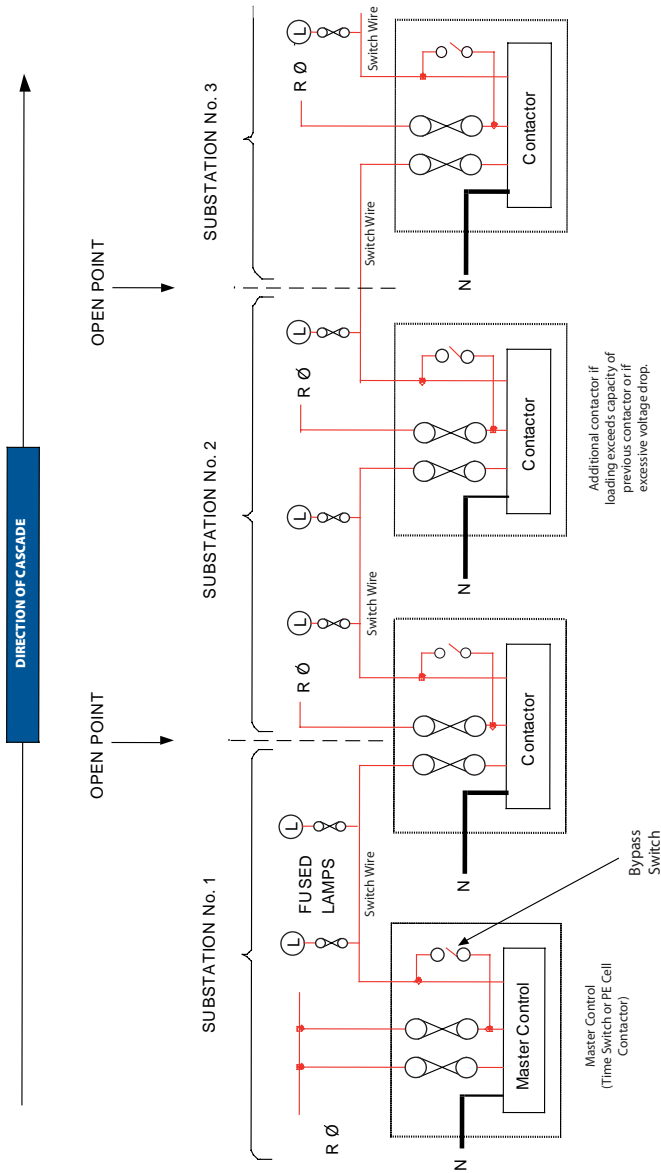 DIRECTION OF CASCADE
OPEN POINT
OPEN POINT
SUBSTATION No. 1
SUBSTATION No. 2
SUBSTATION No. 3
R Ø
L
FUSED
LAMPS
L
Switch Wire
R Ø
L
Switch Wire
L
R Ø
L
Switch Wire
R Ø
L
Switch Wire
N
Master Control
N
Contactor
N
Contactor
N
Contactor
Master Control
(Time Switch or PE Cell
Contactor)
Bypass
Switch
Additional contactor if
loading exceeds capacity of
previous contactor or if
excessive voltage drop.